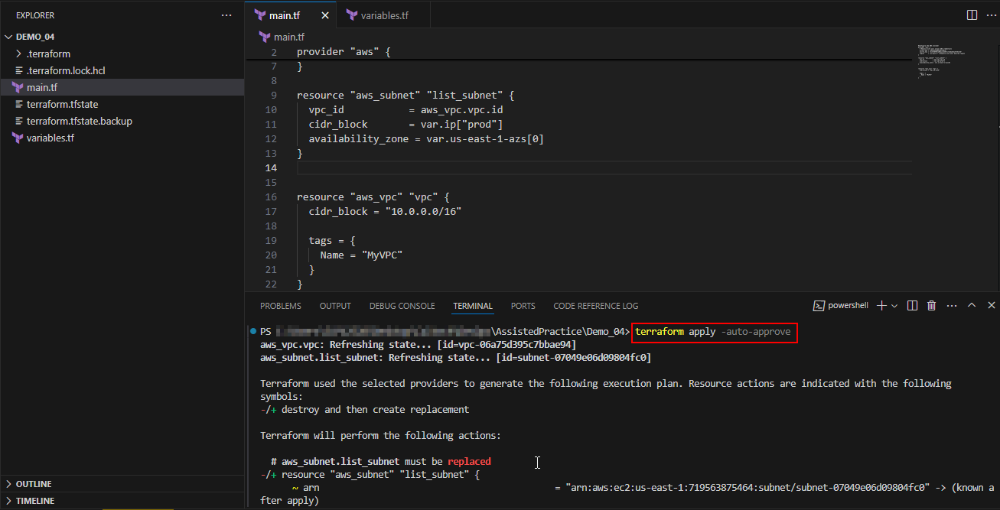 EXPLORER
DEMO_04
.terraform
.terraform.lock.hcl
main.tf
terraform.tfstate
terraform.tfstate.backup
variables.tf
OUTLINE
TIMELINE
main.tf
variables.tf
main.tf
2 provider "aws" {
7 }
8
9 resource "aws_subnet" "list_subnet" {
10 vpc_id = aws_vpc.vpc.id
11 cidr_block = var.ip["prod"]
12 availability_zone = var.us-east-1-azs[0]
13 }
14
15
16 resource "aws_vpc" "vpc" {
17 cidr_block = "10.0.0.0/16"
18
19 tags = {
20 Name = "MyVPC"
21 }
22 }
PROBLEMS OUTPUT DEBUG CONSOLE TERMINAL PORTS CODE REFERENCE LOG powershell
PS \AssistedPractice\Demo_04> terraform apply -auto-approve
aws_vpc.vpc: Refreshing state... [id=vpc-06a75d395c7bbae94]
aws_subnet.list_subnet: Refreshing state... [id=subnet-07049e06d09804fc0]
Terraform used the selected providers to generate the following execution plan. Resource actions are indicated with the following
symbols:
-/+ destroy and then create replacement
Terraform will perform the following actions:
# aws_subnet.list_subnet must be replaced
-/+ resource "aws_subnet" "list_subnet" {
~ arn = "arn:aws:ec2:us-east-1:719563875464:subnet/subnet-07049e06d09804fc0" -> (known a
fter apply)